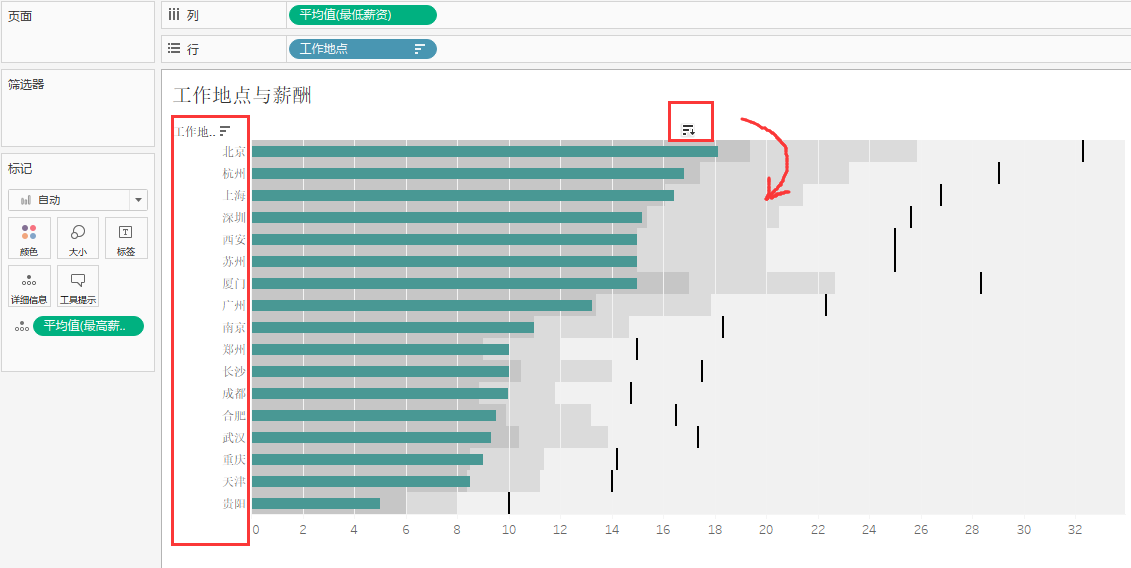 页面
列
平均值(最低薪资)
行
工作地点
筛选器
工作地点与薪酬
工作地..
标记
自动
颜色
大小
标签
详细信息
工具提示
平均值(最高薪..
北京
杭州
上海
深圳
西安
苏州
厦门
广州
南京
郑州
长沙
成都
合肥
武汉
重庆
天津
贵阳
0 2 4 6 8 10 12 14 16 18 20 22 24 26 28 30 32